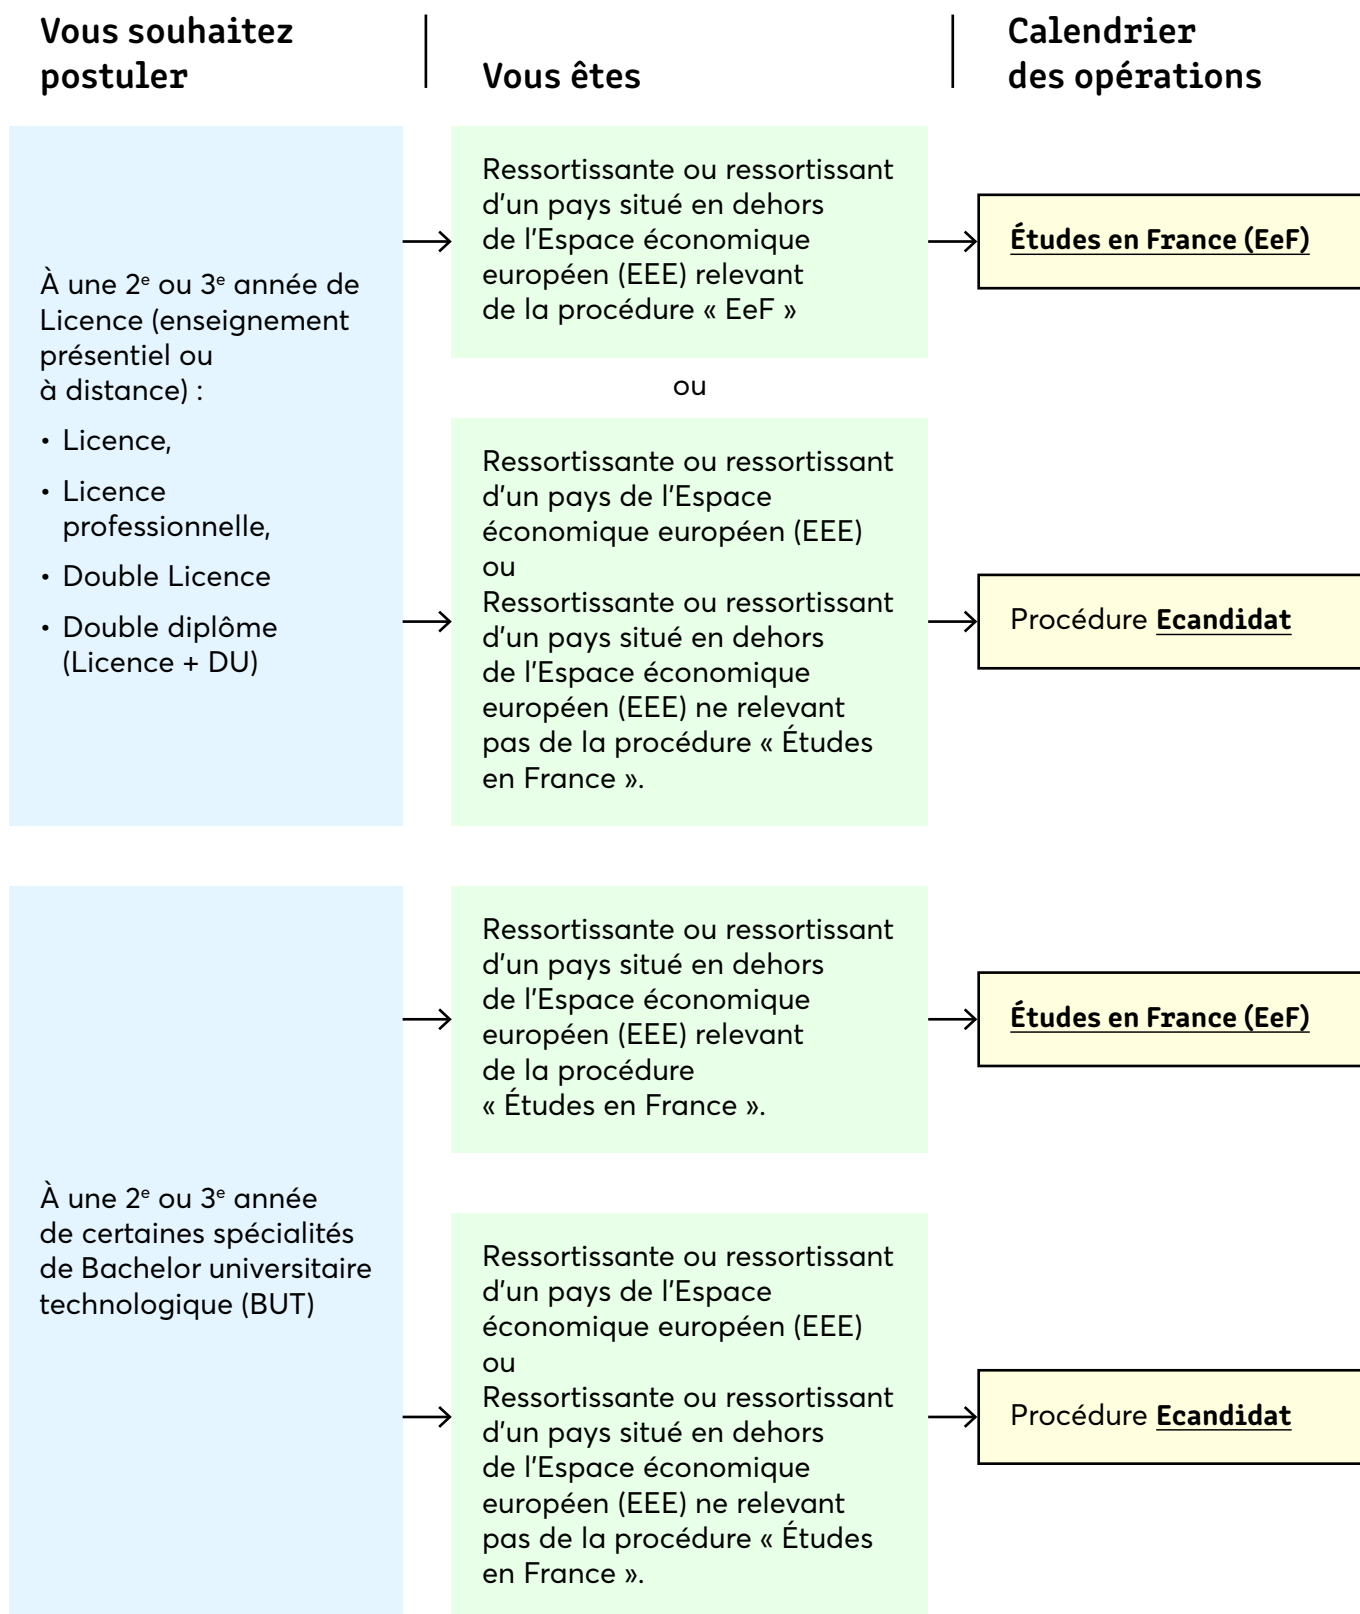 Vous souhaitez
postuler
Vous êtes
Calendrier
des opérations
À une 2e ou 3e année de
Licence (enseignement
présentiel ou
à distance) :
• Licence,
• Licence
professionnelle,
• Double Licence
• Double diplôme
(Licence + DU)
Ressortissante ou ressortissant
d'un pays situé en dehors
de l'Espace économique
européen (EEE) relevant
de la procédure « EeF »
Études en France (EeF)
ou
Ressortissante ou ressortissant
d'un pays de l'Espace
économique européen (EEE)
ou
Ressortissante ou ressortissant
d'un pays situé en dehors
de l'Espace économique
européen (EEE) ne relevant
pas de la procédure « Études
en France ».
Procédure Ecandidat
À une 2e ou 3e année
de certaines spécialités
de Bachelor universitaire
technologique (BUT)
Ressortissante ou ressortissant
d'un pays situé en dehors
de l'Espace économique
européen (EEE) relevant
de la procédure
« Études en France ».
Études en France (EeF)
Ressortissante ou ressortissant
d'un pays de l'Espace
économique européen (EEE)
ou
Ressortissante ou ressortissant
d'un pays situé en dehors
de l'Espace économique
européen (EEE) ne relevant
pas de la procédure « Études
en France ».
Procédure Ecandidat